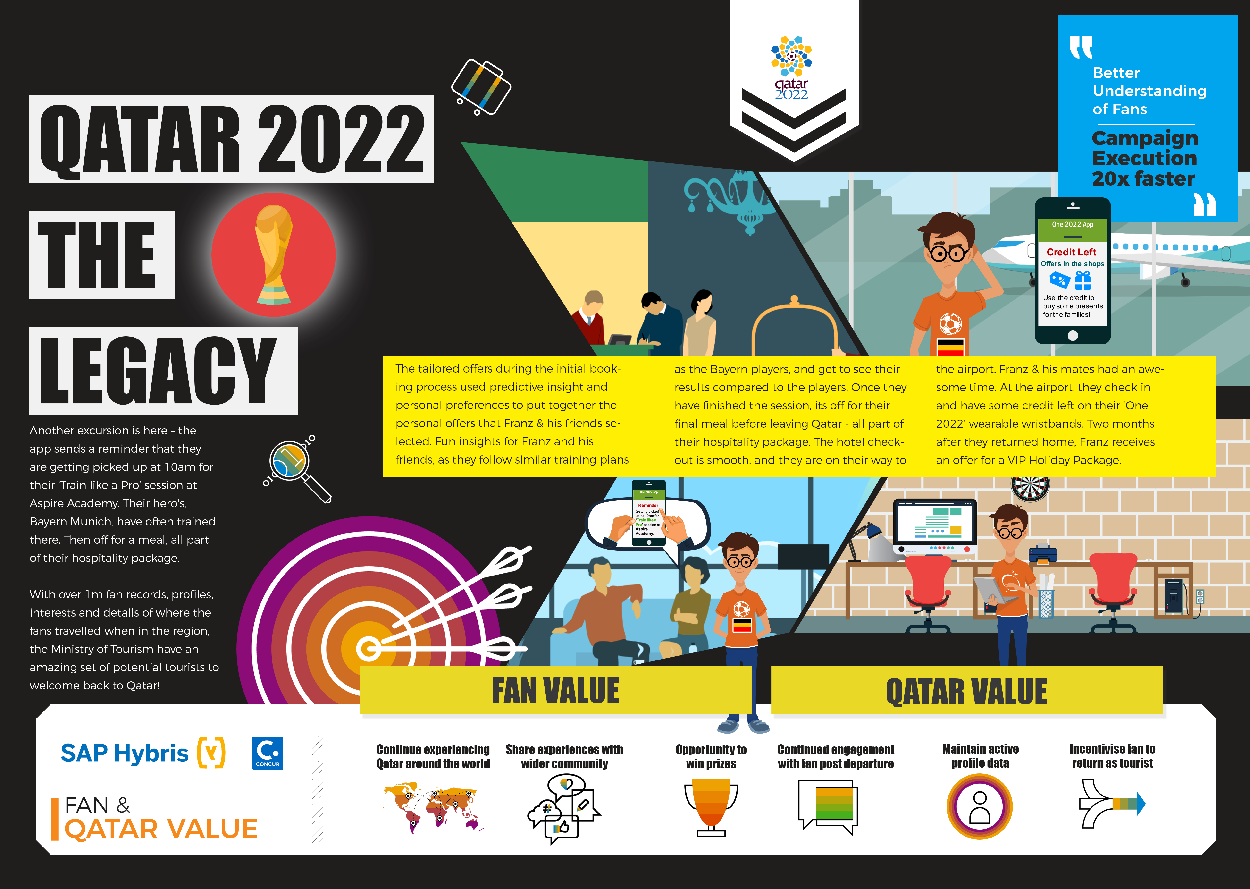 qatar
2022
Better
Understanding
of Fans
Campaign
Execution
20x faster
QATAR 2022
THE
LEGACY
One 2022 App
Credit Left
Offers in the shops
Use the credit to
buy some presents
for the families!
Another excursion is here - the
app sends a reminder that they
are getting picked up at 10am for
their 'Train like a Pro' session at
Aspire Academy. Their hero's,
Bayern Munich, have often trained
there. Then off for a meal, all part
of their hospitality package.
With over 1m fan records, profiles,
interests and details of where the
fans travelled when in the region,
the Ministry of Tourism have an
amazing set of potential tourists to
welcome back to Qatar!
The tailored offers during the initial book-
ing process used predictive insight and
personal preferences to put together the
personal offers that Franz & his friends se-
lected. Fun insights for Franz and his
friends, as they follow similar training plans
as the Bayern players, and get to see their
results compared to the players. Once they
have finished the session, its off for their
final meal before leaving Qatar - all part of
their hospitality package. The hotel check-
out is smooth, and they are on their way to
the airport. Franz & his mates had an awe-
some time. At the airport, they check in
and have some credit left on their 'One
2022' wearable wristbands. Two months
after they returned home, Franz receives
an offer for a VIP Holiday Package.
Reminder
Aspire
Academy.
FAN VALUE
QATAR VALUE
SAP Hybris
C.
CONCUR
FAN &
QATAR VALUE
Continue experiencing
Qatar around the world
Share experiences with
wider community
Opportunity to
win prizes
Continued engagement
with fan post departure
Maintain active
profile data
Incentivise fan to
return as tourist